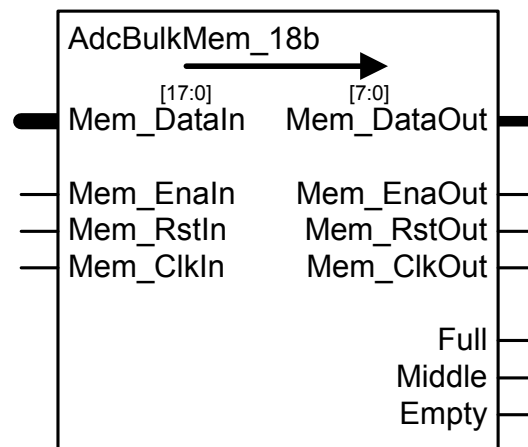 AdcBulkMem_18b
[17:0] [7:0]
Mem_DataIn Mem_DataOut
Mem_EnaIn Mem_EnaOut
Mem_RstIn Mem_RstOut
Mem_ClkIn Mem_ClkOut
Full
Middle
Empty